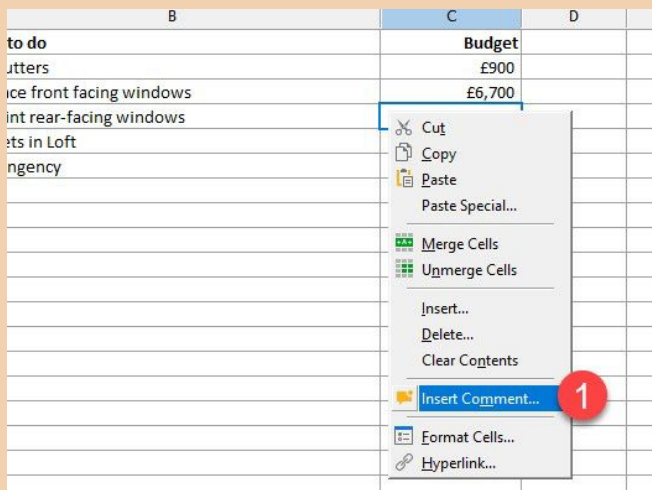 B C D
to do Budget
utters £900
ace front facing windows £6,700
int rear-facing windows
ets in Loft
ngency
Cut
Copy
Paste
Paste Special...
Merge Cells
Unmerge Cells
Insert...
Delete...
Clear Contents
Insert Comment... 1
Format Cells...
Hyperlink...